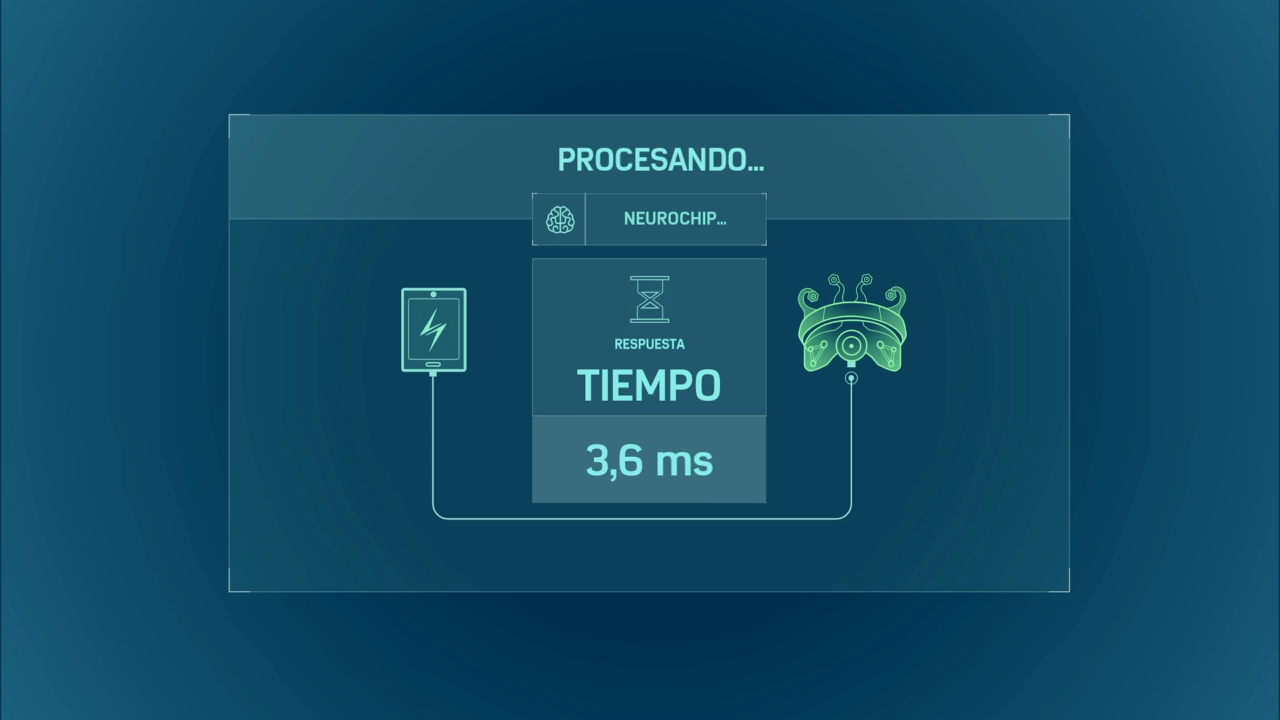 PROCESANDO...
NEUROCHIP...
RESPUESTA
TIEMPO
3,6 ms